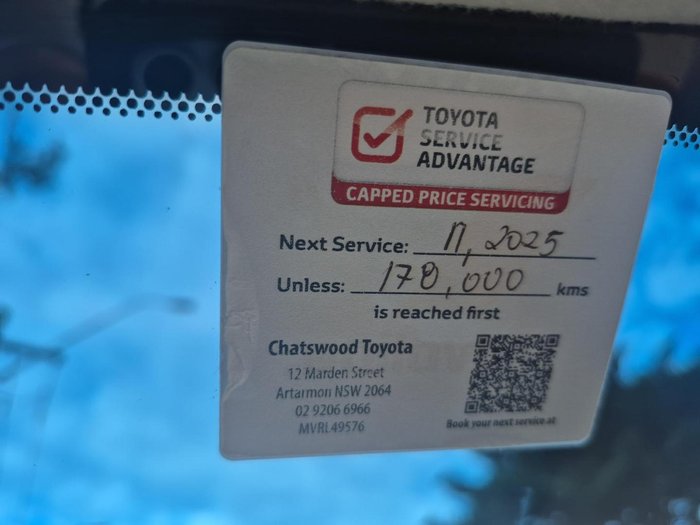 TOYOTA
SERVICE
ADVANTAGE
CAPPED PRICE SERVICING
Next Service: 11, 2025
Unless: 170,000 kms
is reached first
Chatswood Toyota
12 Marden Street
Artarmon NSW 2064
02 9206 6966
MVRL49576
Book your next service at